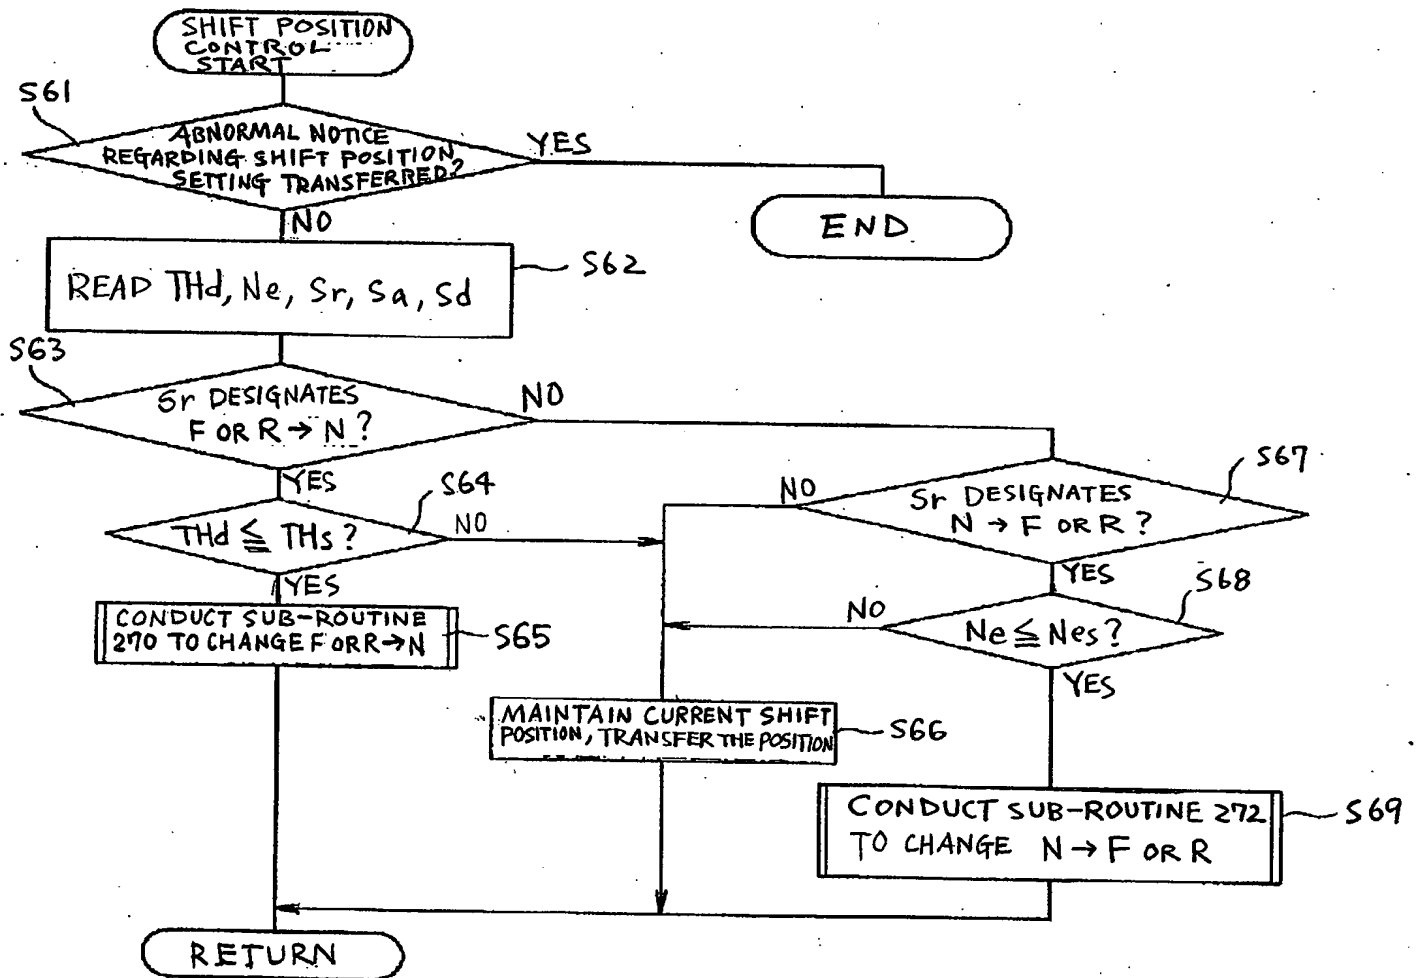 SHIFT POSITION
CONTROL
START
S61
ABNORMAL NOTICE
REGARDING SHIFT POSITION
SETTING TRANSFERRED?
YES
END
NO
READ THd, Ne, Sr, Sa, Sd
S62
S63
Sr DESIGNATES
F OR R → N ?
NO
YES
S64
THd ≦ THs ?
NO
YES
CONDUCT SUB-ROUTINE
270 TO CHANGE F OR R → N
S65
S67
NO
Sr DESIGNATES
N → F OR R ?
YES
S68
NO
Ne ≦ Nes ?
YES
MAINTAIN CURRENT SHIFT
POSITION, TRANSFER THE POSITION
S66
CONDUCT SUB-ROUTINE 272
TO CHANGE N → F OR R
S69
RETURN